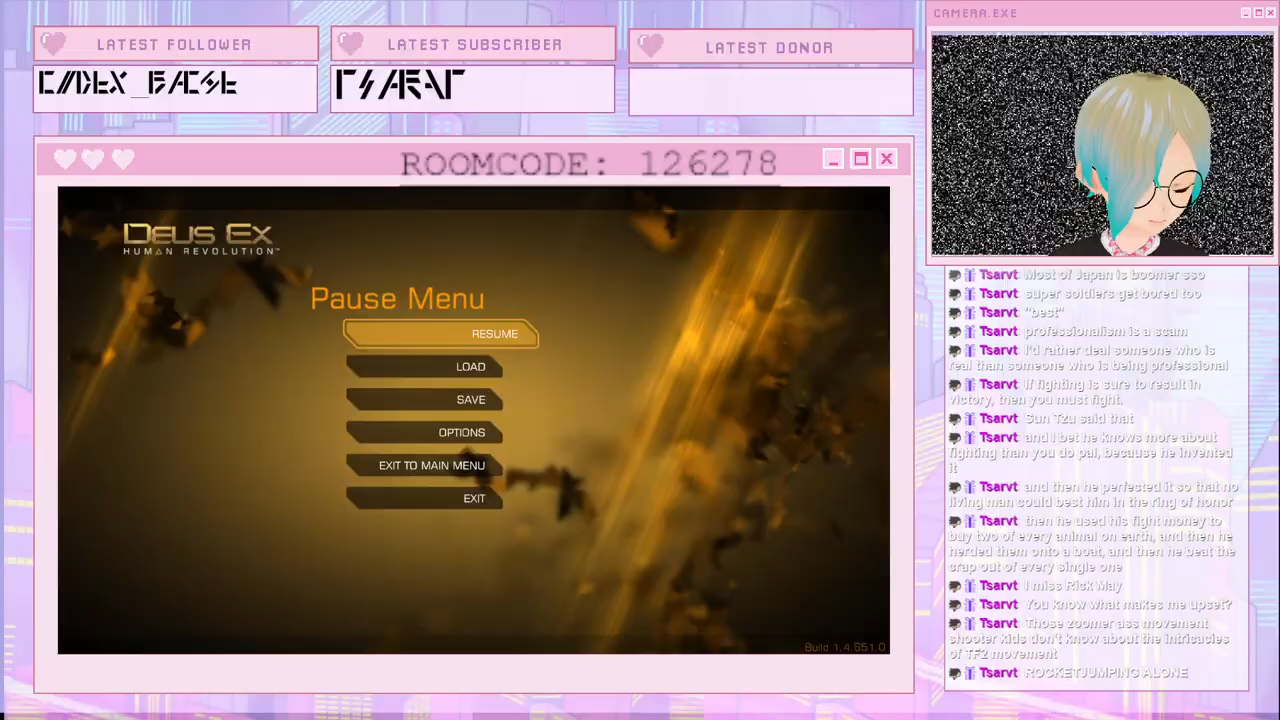 LATEST FOLLOWER
LATEST SUBSCRIBER
LATEST DONOR
CAMERA.EXE
TSARVT
ROOMCODE: 126278
DEUS EX
HUMAN REVOLUTION™
Pause Menu
RESUME
LOAD
SAVE
OPTIONS
EXIT TO MAIN MENU
EXIT
Build 1.4.651.0
Tsarvt Most of Japan is boomer sso
Tsarvt super soldiers get bored too
Tsarvt "best"
Tsarvt professionalism is a scam
Tsarvt I'd rather deal someone who is
real than someone who is being professional
Tsarvt If fighting is sure to result in
victory, then you must fight.
Tsarvt Sun Tzu said that
Tsarvt and I bet he knows more about
fighting than you do pal, because he invented
it
Tsarvt and then he perfected it so that no
living man could best him in the ring of honor
Tsarvt then he used his fight money to
buy two of every animal on earth, and then he
herded them onto a boat, and then he beat the
crap out of every single one
Tsarvt I miss Rick May
Tsarvt You know what makes me upset?
Tsarvt Those zoomer ass movement
shooter kids don't know about the intricacies
of TF2 movement
Tsarvt ROCKETJUMPING ALONE